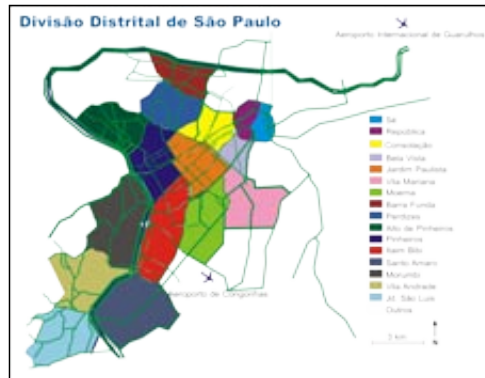 Divisão Distrital de São Paulo
Aeroporto Internacional de Guarulhos
Sé
República
Consolação
Bela Vista
Jardim Paulista
Vila Mariana
Moema
Barra Funda
Perdizes
Alto de Pinheiros
Pinheiros
Itaim Bibi
Santo Amaro
Morumbi
Vila Andrade
Jd. São Luís
Outros
Aeroporto de Congonhas
km